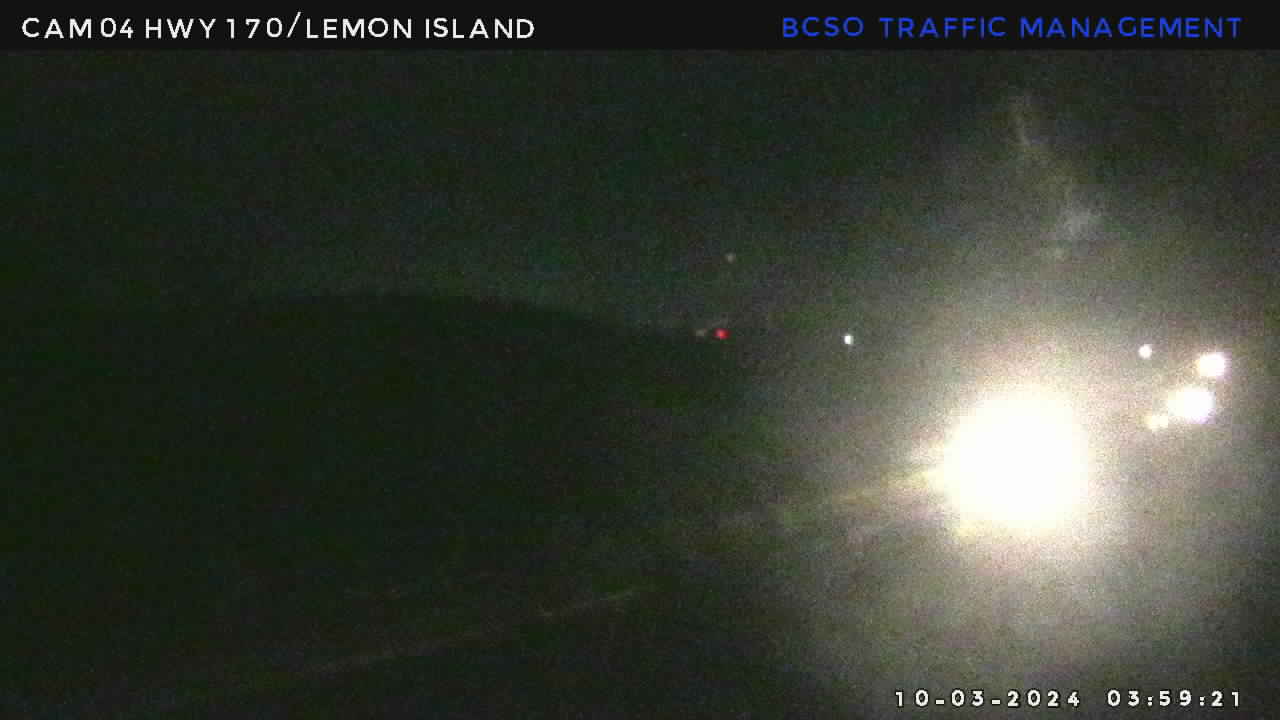 CAM04 HWY 170/LEMON ISLAND
BCSO TRAFFIC MANAGEMENT
10-03-2024 03:59:21